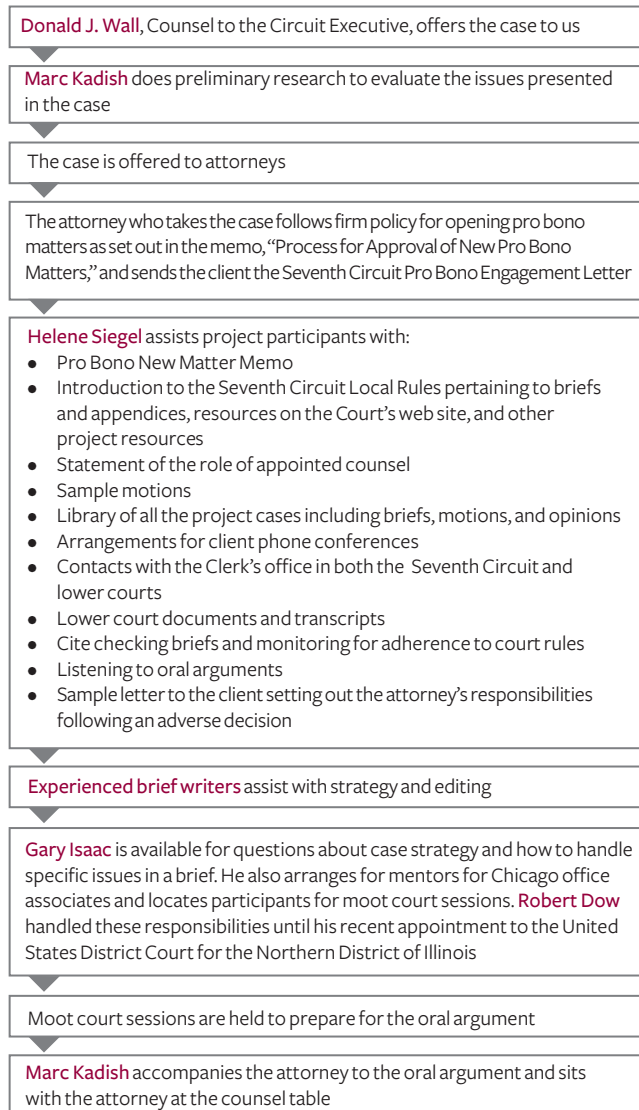 Donald J. Wall, Counsel to the Circuit Executive, offers the case to us
Marc Kadish does preliminary research to evaluate the issues presented
in the case
The case is offered to attorneys
The attorney who takes the case follows firm policy for opening pro bono
matters as set out in the memo, “Process for Approval of New Pro Bono
Matters,” and sends the client the Seventh Circuit Pro Bono Engagement Letter
Helene Siegel assists project participants with:
● Pro Bono New Matter Memo
● Introduction to the Seventh Circuit Local Rules pertaining to briefs
and appendices, resources on the Court’s web site, and other
project resources
● Statement of the role of appointed counsel
● Sample motions
● Library of all the project cases including briefs, motions, and opinions
● Arrangements for client phone conferences
● Contacts with the Clerk’s office in both the Seventh Circuit and
lower courts
● Lower court documents and transcripts
● Cite checking briefs and monitoring for adherence to court rules
● Listening to oral arguments
● Sample letter to the client setting out the attorney’s responsibilities
following an adverse decision
Experienced brief writers assist with strategy and editing
Gary Isaac is available for questions about case strategy and how to handle
specific issues in a brief. He also arranges for mentors for Chicago office
associates and locates participants for moot court sessions. Robert Dow
handled these responsibilities until his recent appointment to the United
States District Court for the Northern District of Illinois
Moot court sessions are held to prepare for the oral argument
Marc Kadish accompanies the attorney to the oral argument and sits
with the attorney at the counsel table